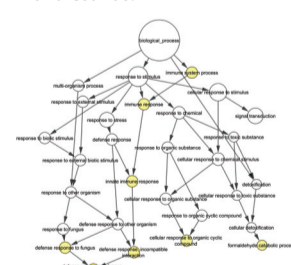 biological_process
immune system process
multi-organism process
response to stimulus
cellular response to stimulus
response to external stimulus
immune response
response to chemical
signal transduction
response to stress
response to biotic stimulus
defense response
response to toxic substance
response to organic substance
response to external biotic stimulus
cellular response to chemical stimulus
innate immune response
detoxification
response to other organism
cellular response to organic substance
cellular response to toxic substance
response to organic cyclic compound
defense response to other organism
response to fungus
cellular detoxification
defense response to fungus
defense response, incompatible
interaction
cellular response to organic cyclic
compound
formaldehyde catabolic process